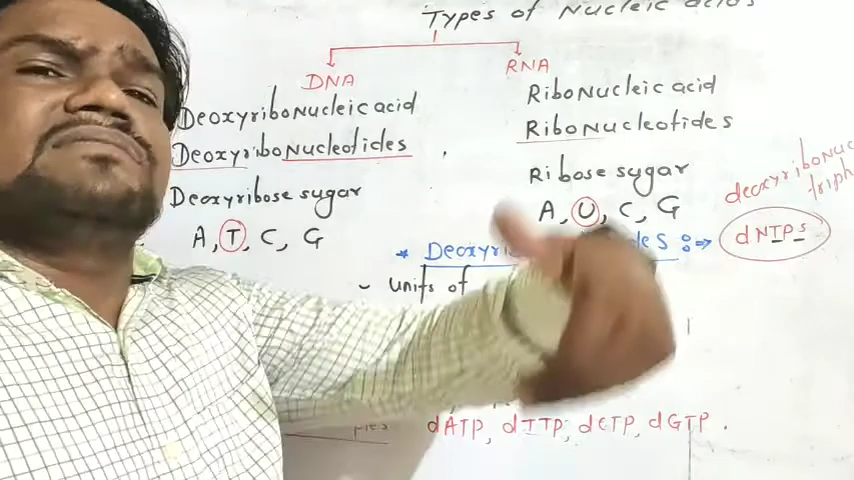 Types of Nucleic acids
DNA
RNA
Deoxyribonucleic acid
Ribonucleic acid
Deoxyribonucleotides
Ribonucleotides
Deoxyribose sugar
Ribose sugar
A, T, C, G
A, U, C, G
* des :⇒ dNTPs
- Units of
dATP, dTTP, dCTP, dGTP.